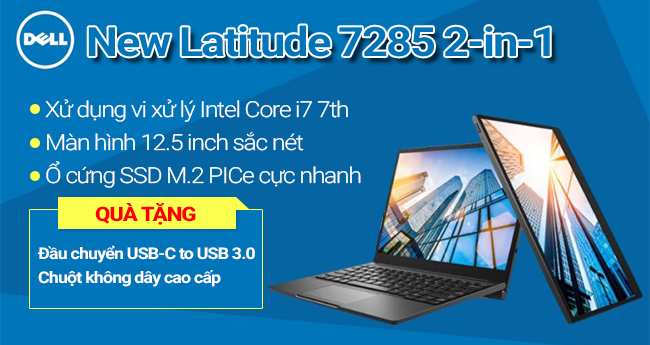 DELL
New Latitude 7285 2-in-1
Xử dụng vi xử lý Intel Core i7 7th
Màn hình 12.5 inch sắc nét
Ổ cứng SSD M.2 PICe cực nhanh
QUÀ TẶNG
Đầu chuyển USB-C to USB 3.0
Chuột không dây cao cấp